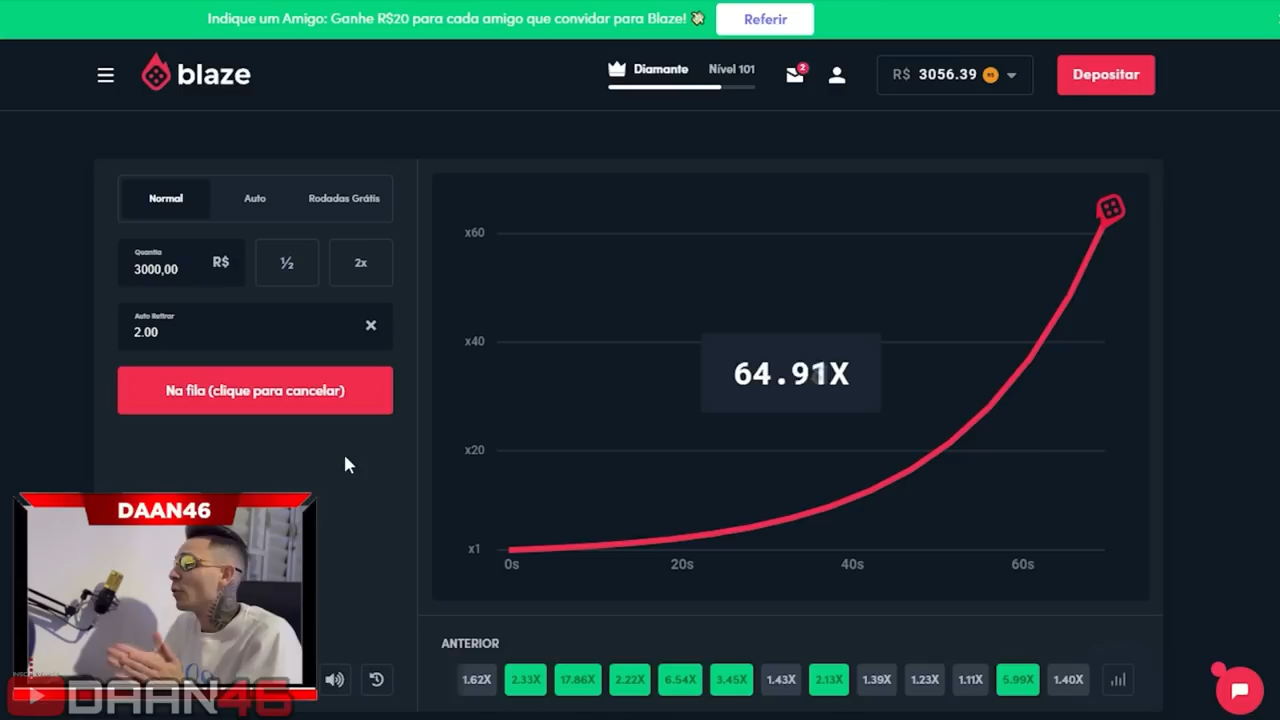 Indique um Amigo: Ganhe R$20 para cada amigo que convidar para Blaze!
Referir
blaze
Diamante
Nível 101
2
R$ 3056.39
Depositar
Normal
Auto
Rodadas Grátis
Quantia
3000,00
R$
½
2x
Auto Retirar
2.00
Na fila (clique para cancelar)
x60
x40
x20
x1
64.91X
0s
20s
40s
60s
ANTERIOR
1.62X
2.33X
17.86X
2.22X
6.54X
3.45X
1.43X
2.13X
1.39X
1.23X
1.11X
5.99X
1.40X
DAAN46
DAAN46